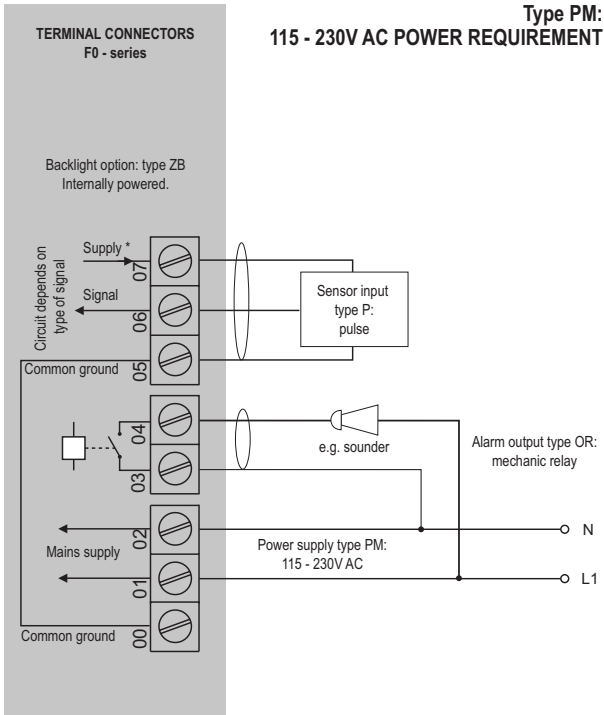 Type PM:
115 - 230V AC POWER REQUIREMENT
TERMINAL CONNECTORS
F0 - series
Backlight option: type ZB
Internally powered.
Circuit depends on
type of signal
Supply *
07
Signal
06
Common ground
05
Sensor input
type P:
pulse
04
03
e.g. sounder
Alarm output type OR:
mechanic relay
02
Mains supply
01
Power supply type PM:
115 - 230V AC
N
L1
Common ground
00